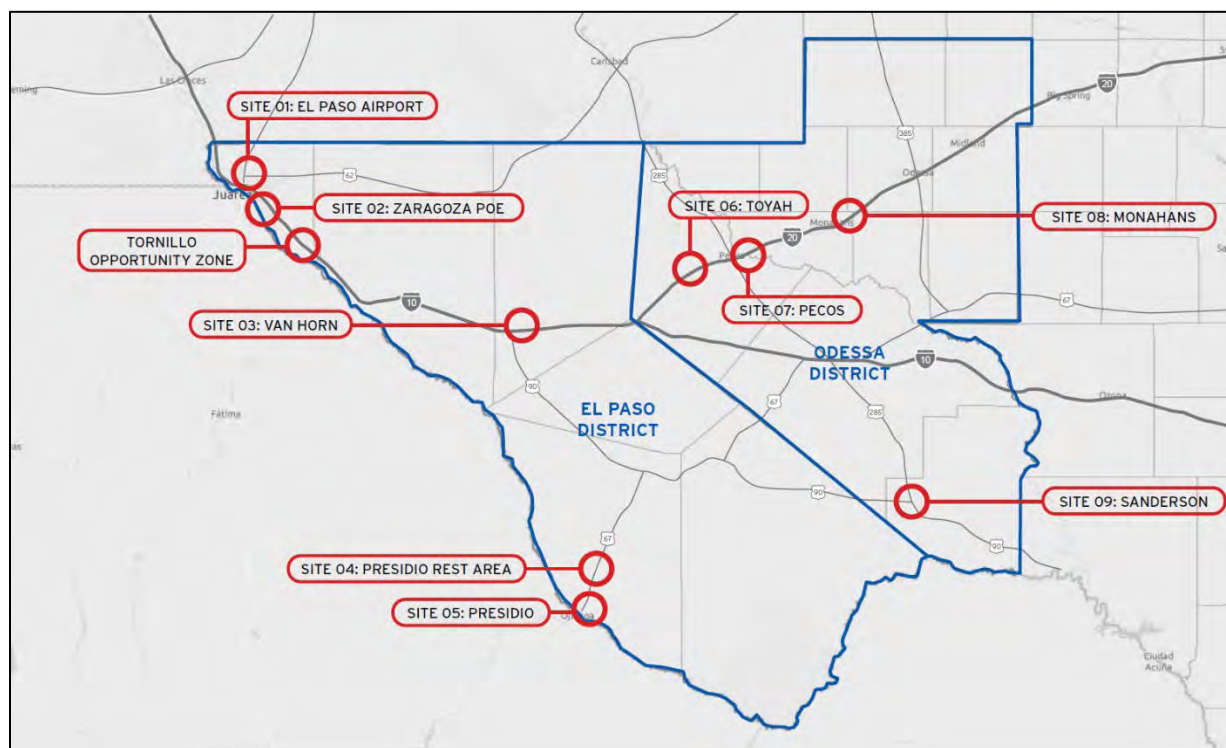 Las Cruces
Carlsbad
eming
SITE 01: EL PASO AIRPORT
20
Big Spring
385
Midland
Odessa
62
285
Juarez
SITE 02: ZARAGOZA POE
SITE 06: TOYAH
Monahans
SITE 08: MONAHANS
20
TORNILLO
OPPORTUNITY ZONE
Pecos
SITE 07: PECOS
10
67
SITE 03: VAN HORN
ODESSA
DISTRICT
10
90
67
Ozona
Fátima
EL PASO
DISTRICT
285
as
90
SITE 09: SANDERSON
67
90
SITE 04: PRESIDIO REST AREA
SITE 05: PRESIDIO
Ojinaga
Ciudad
Acuña